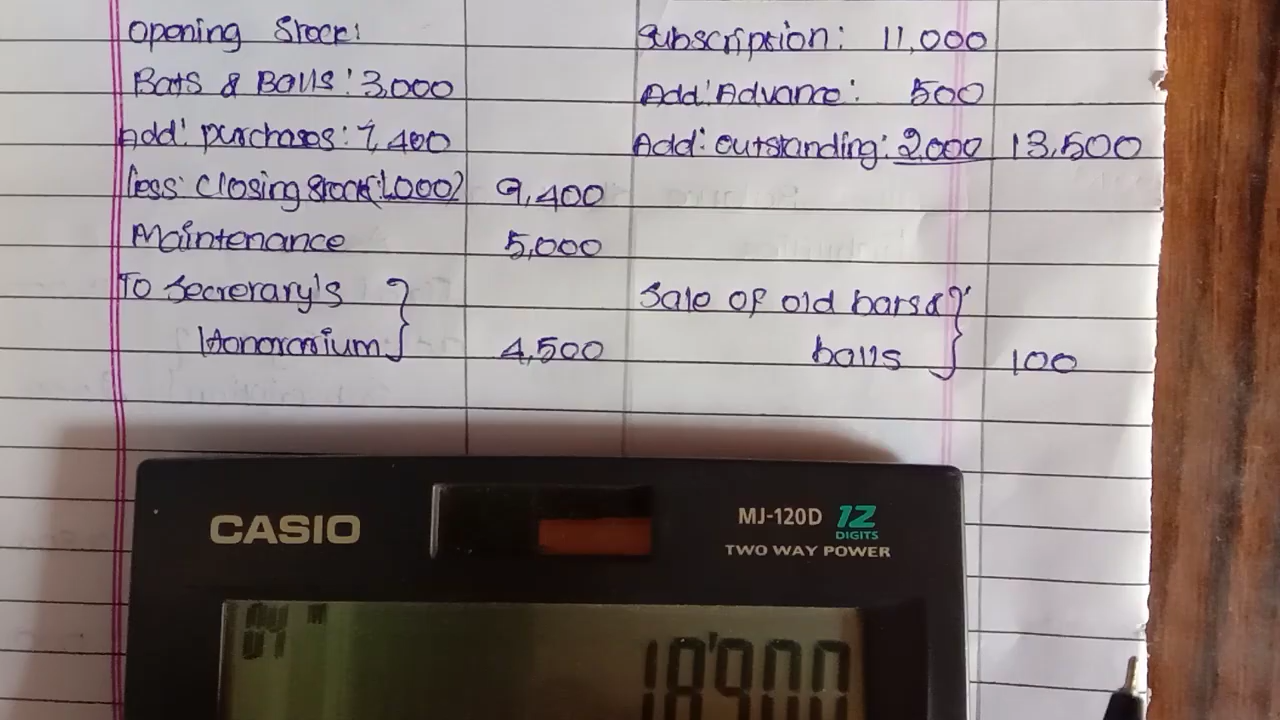 Opening Stock:
Bats & Balls: 3,000
Add: purchases: 7,400
less: closing stock(1,000)
9,400
Maintenance
5,000
To Secretary's
Honorarium
4,500
Subscription: 11,000
Add: Advance: 500
Add: outstanding: 2,000
13,500
Sale of old bats &
balls
100
CASIO
MJ-120D 12
DIGITS
TWO WAY POWER
18'900